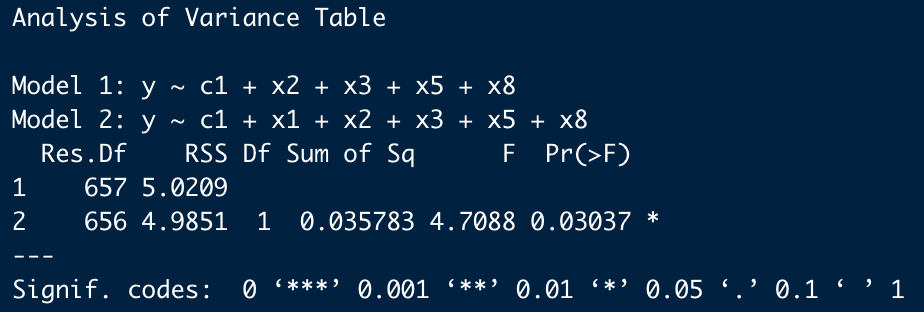 Analysis of Variance Table
Model 1: y ~ c1 + x2 + x3 + x5 + x8
Model 2: y ~ c1 + x1 + x2 + x3 + x5 + x8
  Res.Df    RSS Df Sum of Sq      F  Pr(>F)
1    657 5.0209
2    656 4.9851  1  0.035783 4.7088 0.03037 *
---
Signif. codes:  0 ‘***’ 0.001 ‘**’ 0.01 ‘*’ 0.05 ‘.’ 0.1 ‘ ’ 1